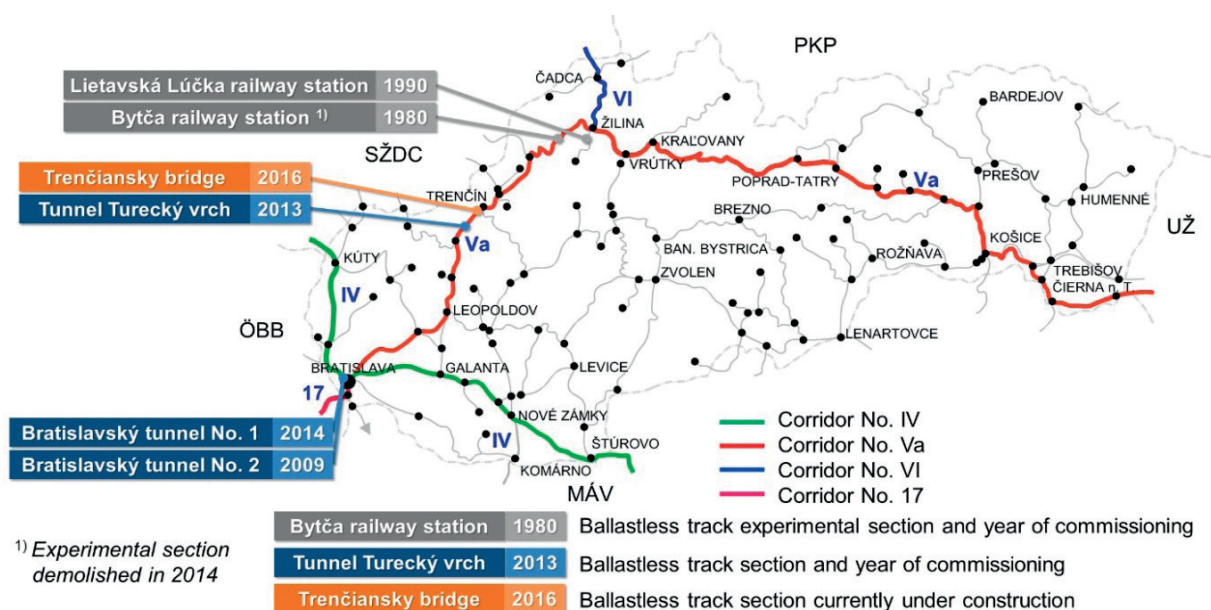 PKP
Lietavská Lúčka railway station 1990
Bytča railway station 1) 1980
ČADCA
VI
ŽILINA
BARDEJOV
SŽDC
KRAĽOVANY
VRÚTKY
Trenčiansky bridge 2016
Tunnel Turecký vrch 2013
TRENČÍN
POPRAD-TATRY
Va
PREŠOV
HUMENNÉ
UŽ
BREZNO
Va
KÚTY
BAN. BYSTRICA
ROŽŇAVA
KOŠICE
ZVOLEN
TREBIŠOV
ČIERNA n. T.
IV
LEOPOLDOV
ÖBB
LENARTOVCE
BRATISLAVA
GALANTA
LEVICE
17
NOVÉ ZÁMKY
Bratislavský tunnel No. 1 2014
Bratislavský tunnel No. 2 2009
IV
ŠTÚROVO
KOMÁRNO
MÁV
Corridor No. IV
Corridor No. Va
Corridor No. VI
Corridor No. 17
1) Experimental section
demolished in 2014
Bytča railway station 1980 Ballastless track experimental section and year of commissioning
Tunnel Turecký vrch 2013 Ballastless track section and year of commissioning
Trenčiansky bridge 2016 Ballastless track section currently under construction